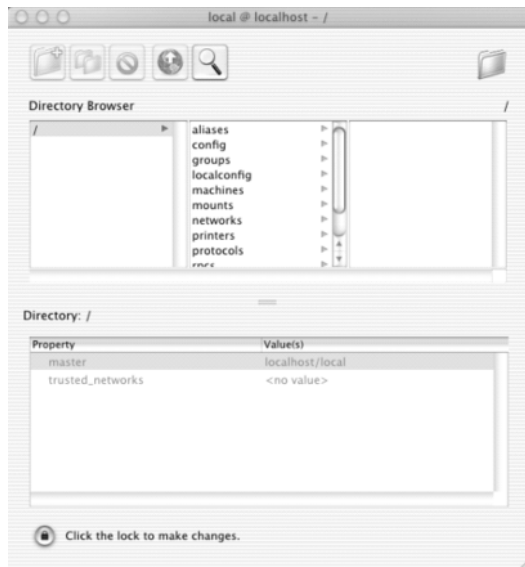 local @ localhost - /
Directory Browser /
/ aliases
config
groups
localconfig
machines
mounts
networks
printers
protocols
rpcs
Directory: /
Property Value(s)
master localhost/local
trusted_networks <no value>
Click the lock to make changes.